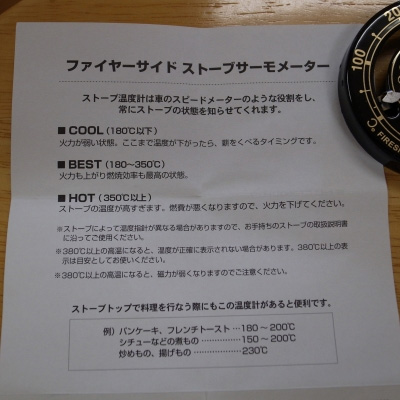 ファイヤーサイド ストーブサーモメーター
ストーブ温度計は車のスピードメーターのような役割をし、
常にストーブの状態を知らせてくれます。
■ COOL (180℃以下)
火力が弱い状態。ここまで温度が下がったら、薪をくべるタイミングです。
■ BEST (180〜350℃)
火力も上がり燃焼効率も最高の状態。
■ HOT (350℃以上)
ストーブの温度が高すぎます。燃費が悪くなりますので、火力を下げてください。
※ストーブによって温度指針が異なる場合がありますので、お手持ちのストーブの取扱説明書
に沿ってご使用ください。
※380℃以上の高温になると、温度が正確に表示されない場合があります。380℃以上の表
示は目安としてお使いください。
※380℃以上の高温になると、磁力が弱くなりますのでご注意ください。
ストーブトップで料理を行なう際にもこの温度計があると便利です。
例）パンケーキ、フレンチトースト …180 〜 200℃
シチューなどの煮もの ……………150 〜 200℃
炒めもの、揚げもの ………………230℃
100
20
℃
FIRES